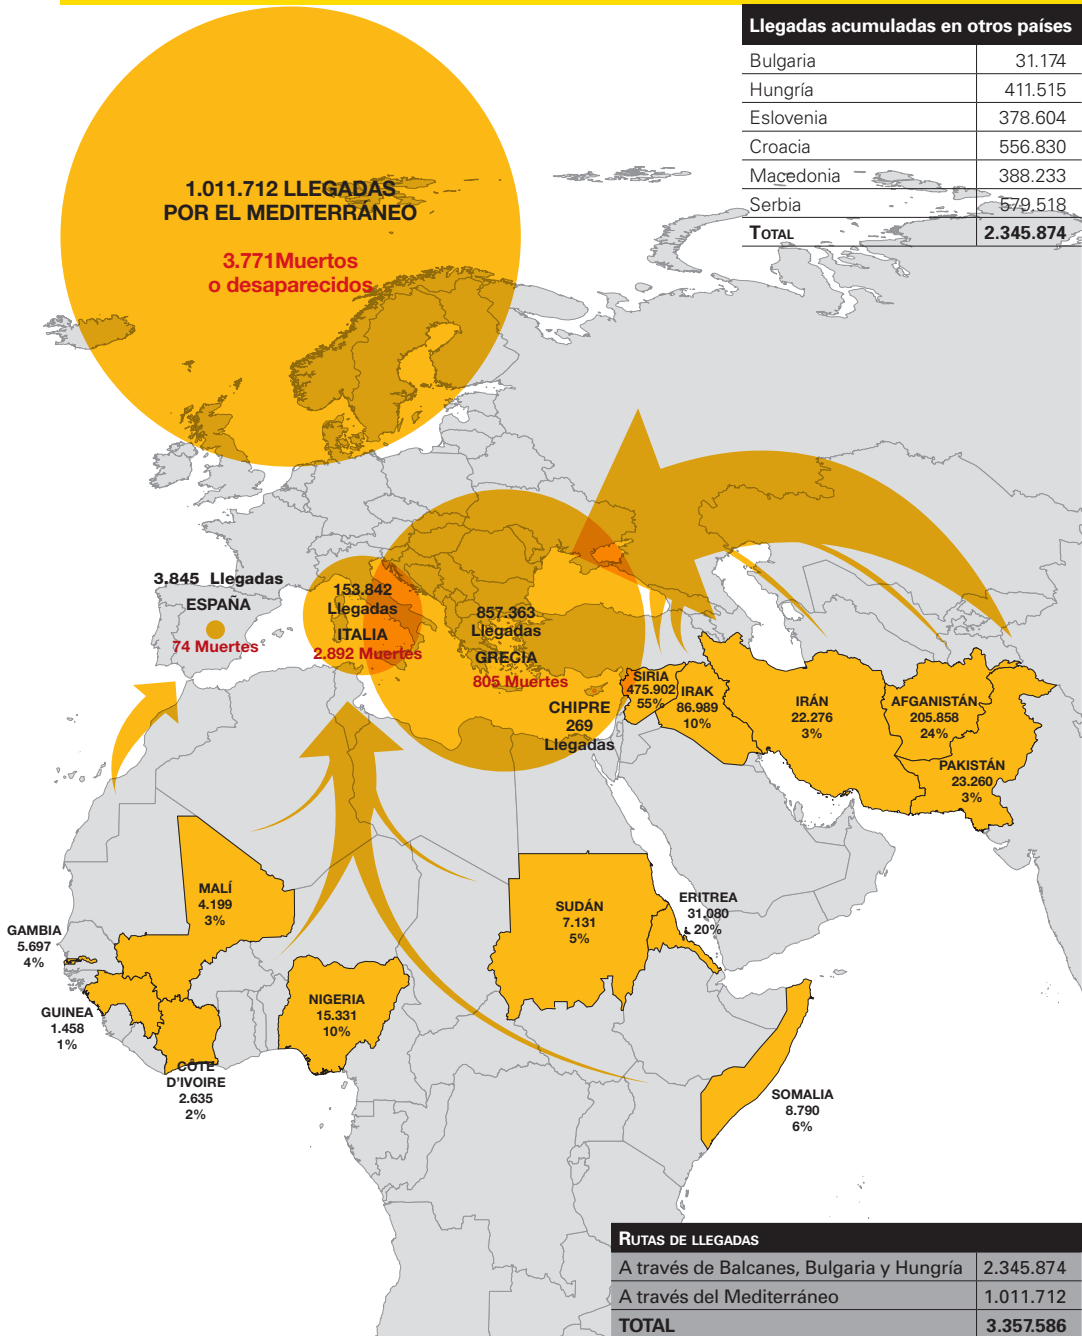 Llegadas acumuladas en otros países
Bulgaria 31.174
Hungría 411.515
Eslovenia 378.604
Croacia 556.830
Macedonia 388.233
Serbia 579.518
TOTAL 2.345.874
1.011.712 LLEGADAS
POR EL MEDITERRÁNEO
3.771Muertos
o desaparecidos
3.845 Llegadas
ESPAÑA
74 Muertes
153.842
Llegadas
ITALIA
2.892 Muertes
857.363
Llegadas
GRECIA
805 Muertes
CHIPRE
269
Llegadas
SIRIA
475.902
55%
IRAK
86.989
10%
IRÁN
22.276
3%
AFGANISTÁN
205.858
24%
PAKISTÁN
23.260
3%
MALÍ
4.199
3%
GAMBIA
5.697
4%
GUINEA
1.458
1%
CÔTE
D'IVOIRE
2.635
2%
NIGERIA
15.331
10%
SUDÁN
7.131
5%
ERITREA
31.080
20%
SOMALIA
8.790
6%
RUTAS DE LLEGADAS
A través de Balcanes, Bulgaria y Hungría 2.345.874
A través del Mediterráneo 1.011.712
TOTAL 3.357.586